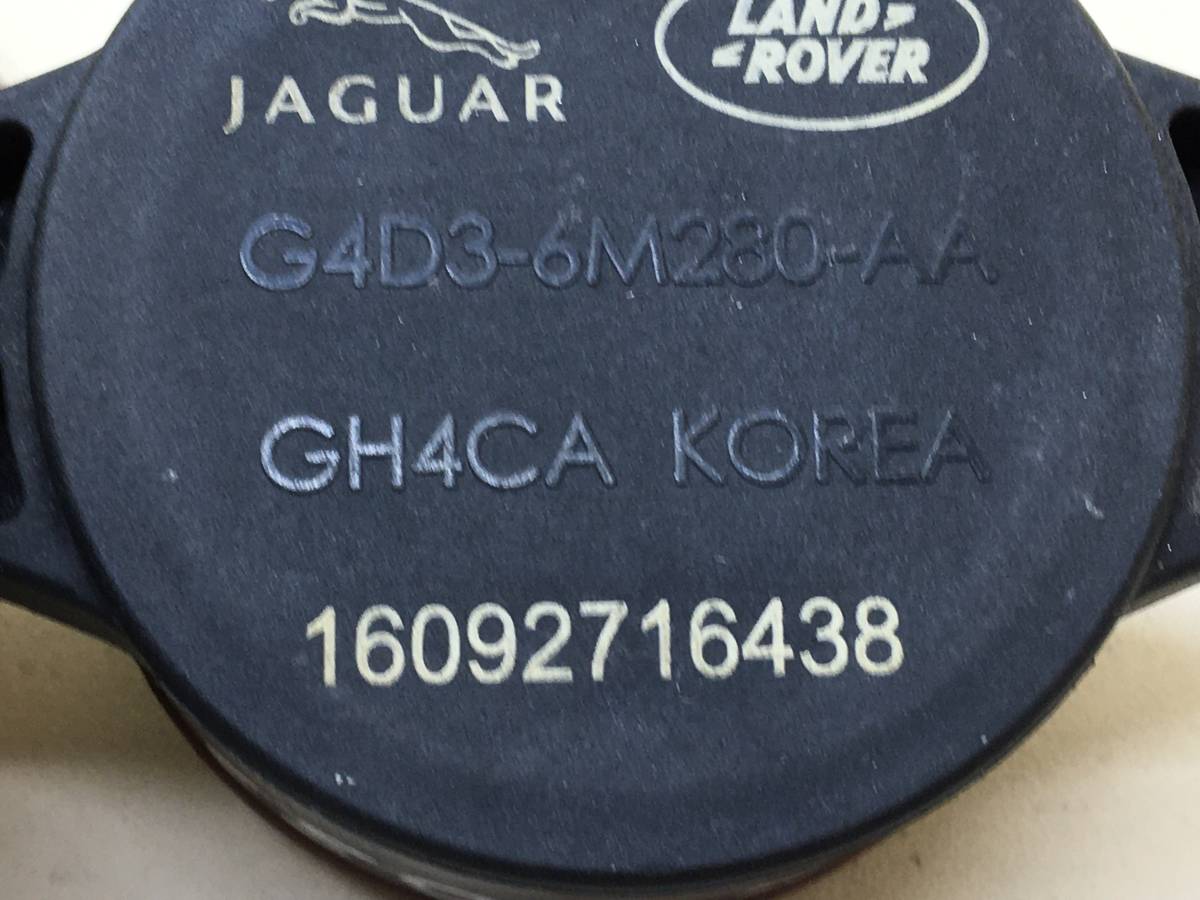 JAGUAR
LAND
ROVER
G4D3-6M280-AA
GH4CA KOREA
16092716438